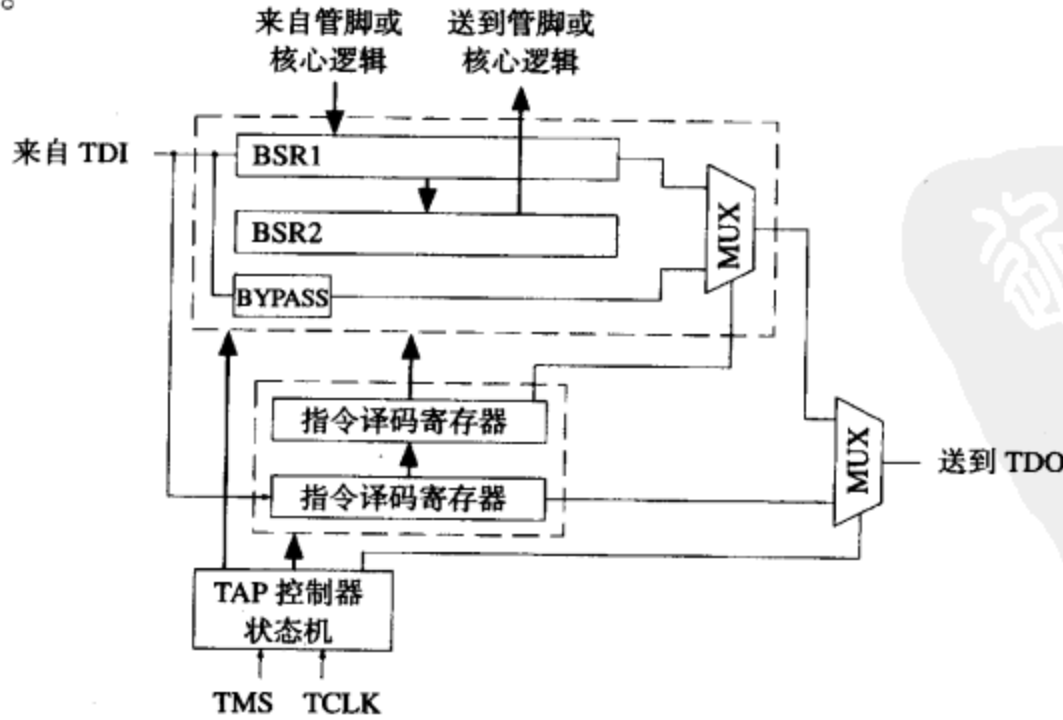 。
来自管脚或
核心逻辑
送到管脚或
核心逻辑
来自 TDI
BSR1
BSR2
BYPASS
MUX
指令译码寄存器
指令译码寄存器
MUX
送到 TDO
TAP 控制器
状态机
TMS
TCLK